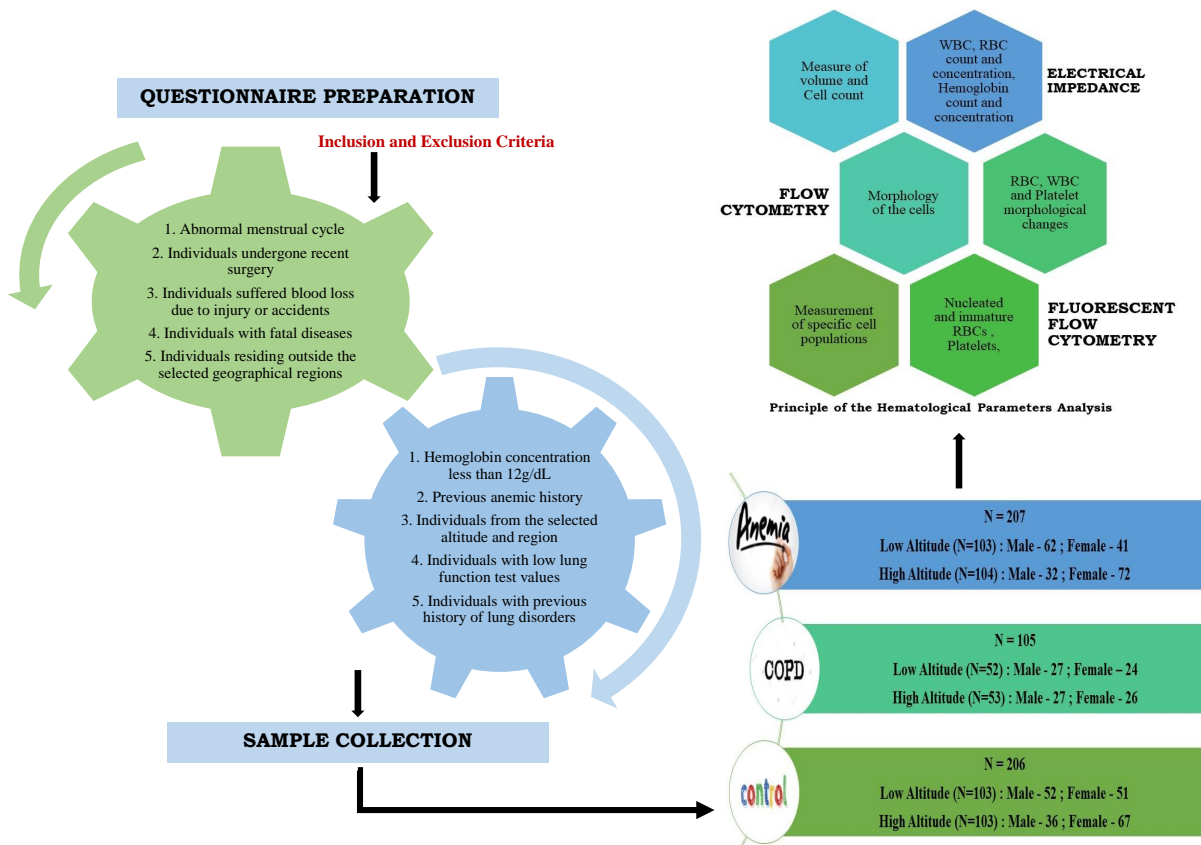 QUESTIONNAIRE PREPARATION
Inclusion and Exclusion Criteria
1. Abnormal menstrual cycle
2. Individuals undergone recent
surgery
3. Individuals suffered blood loss
due to injury or accidents
4. Individuals with fatal diseases
5. Individuals residing outside the
selected geographical regions
1. Hemoglobin concentration
less than 12g/dL
2. Previous anemic history
3. Individuals from the selected
altitude and region
4. Individuals with low lung
function test values
5. Individuals with previous
history of lung disorders
SAMPLE COLLECTION
Measure of
volume and
Cell count
WBC, RBC
count and
concentration,
Hemoglobin
count and
concentration
ELECTRICAL
IMPEDANCE
FLOW
CYTOMETRY
Morphology
of the cells
RBC, WBC
and Platelet
morphological
changes
Measurement
of specific cell
populations
Nucleated
and immature
RBCs ,
Platelets,
FLUORESCENT
FLOW
CYTOMETRY
Principle of the Hematological Parameters Analysis
Anemia
N = 207
Low Altitude (N=103) : Male - 62 ; Female - 41
High Altitude (N=104) : Male - 32 ; Female - 72
COPD
N = 105
Low Altitude (N=52) : Male - 27 ; Female – 24
High Altitude (N=53) : Male - 27 ; Female - 26
control
N = 206
Low Altitude (N=103) : Male - 52 ; Female - 51
High Altitude (N=103) : Male - 36 ; Female - 67